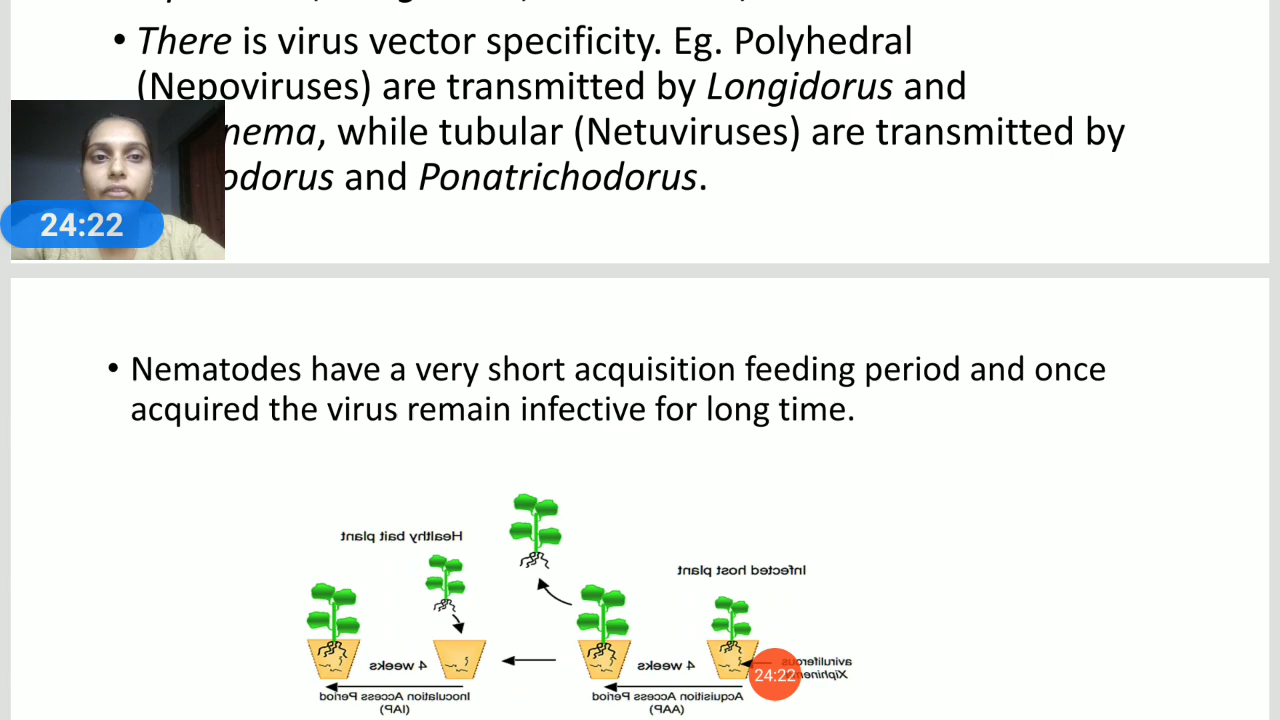 • There is virus vector specificity. Eg. Polyhedral
(Nepoviruses) are transmitted by Longidorus and
nema, while tubular (Netuviruses) are transmitted by
odorus and Ponatrichodorus.
24:22
• Nematodes have a very short acquisition feeding period and once
acquired the virus remain infective for long time.
Healthy bait plant
Infected host plant
4 weeks
4 weeks
aviruliferous
24:22
Inoculation Access Period
(IAP)
Acquisition Access Period
(AAP)